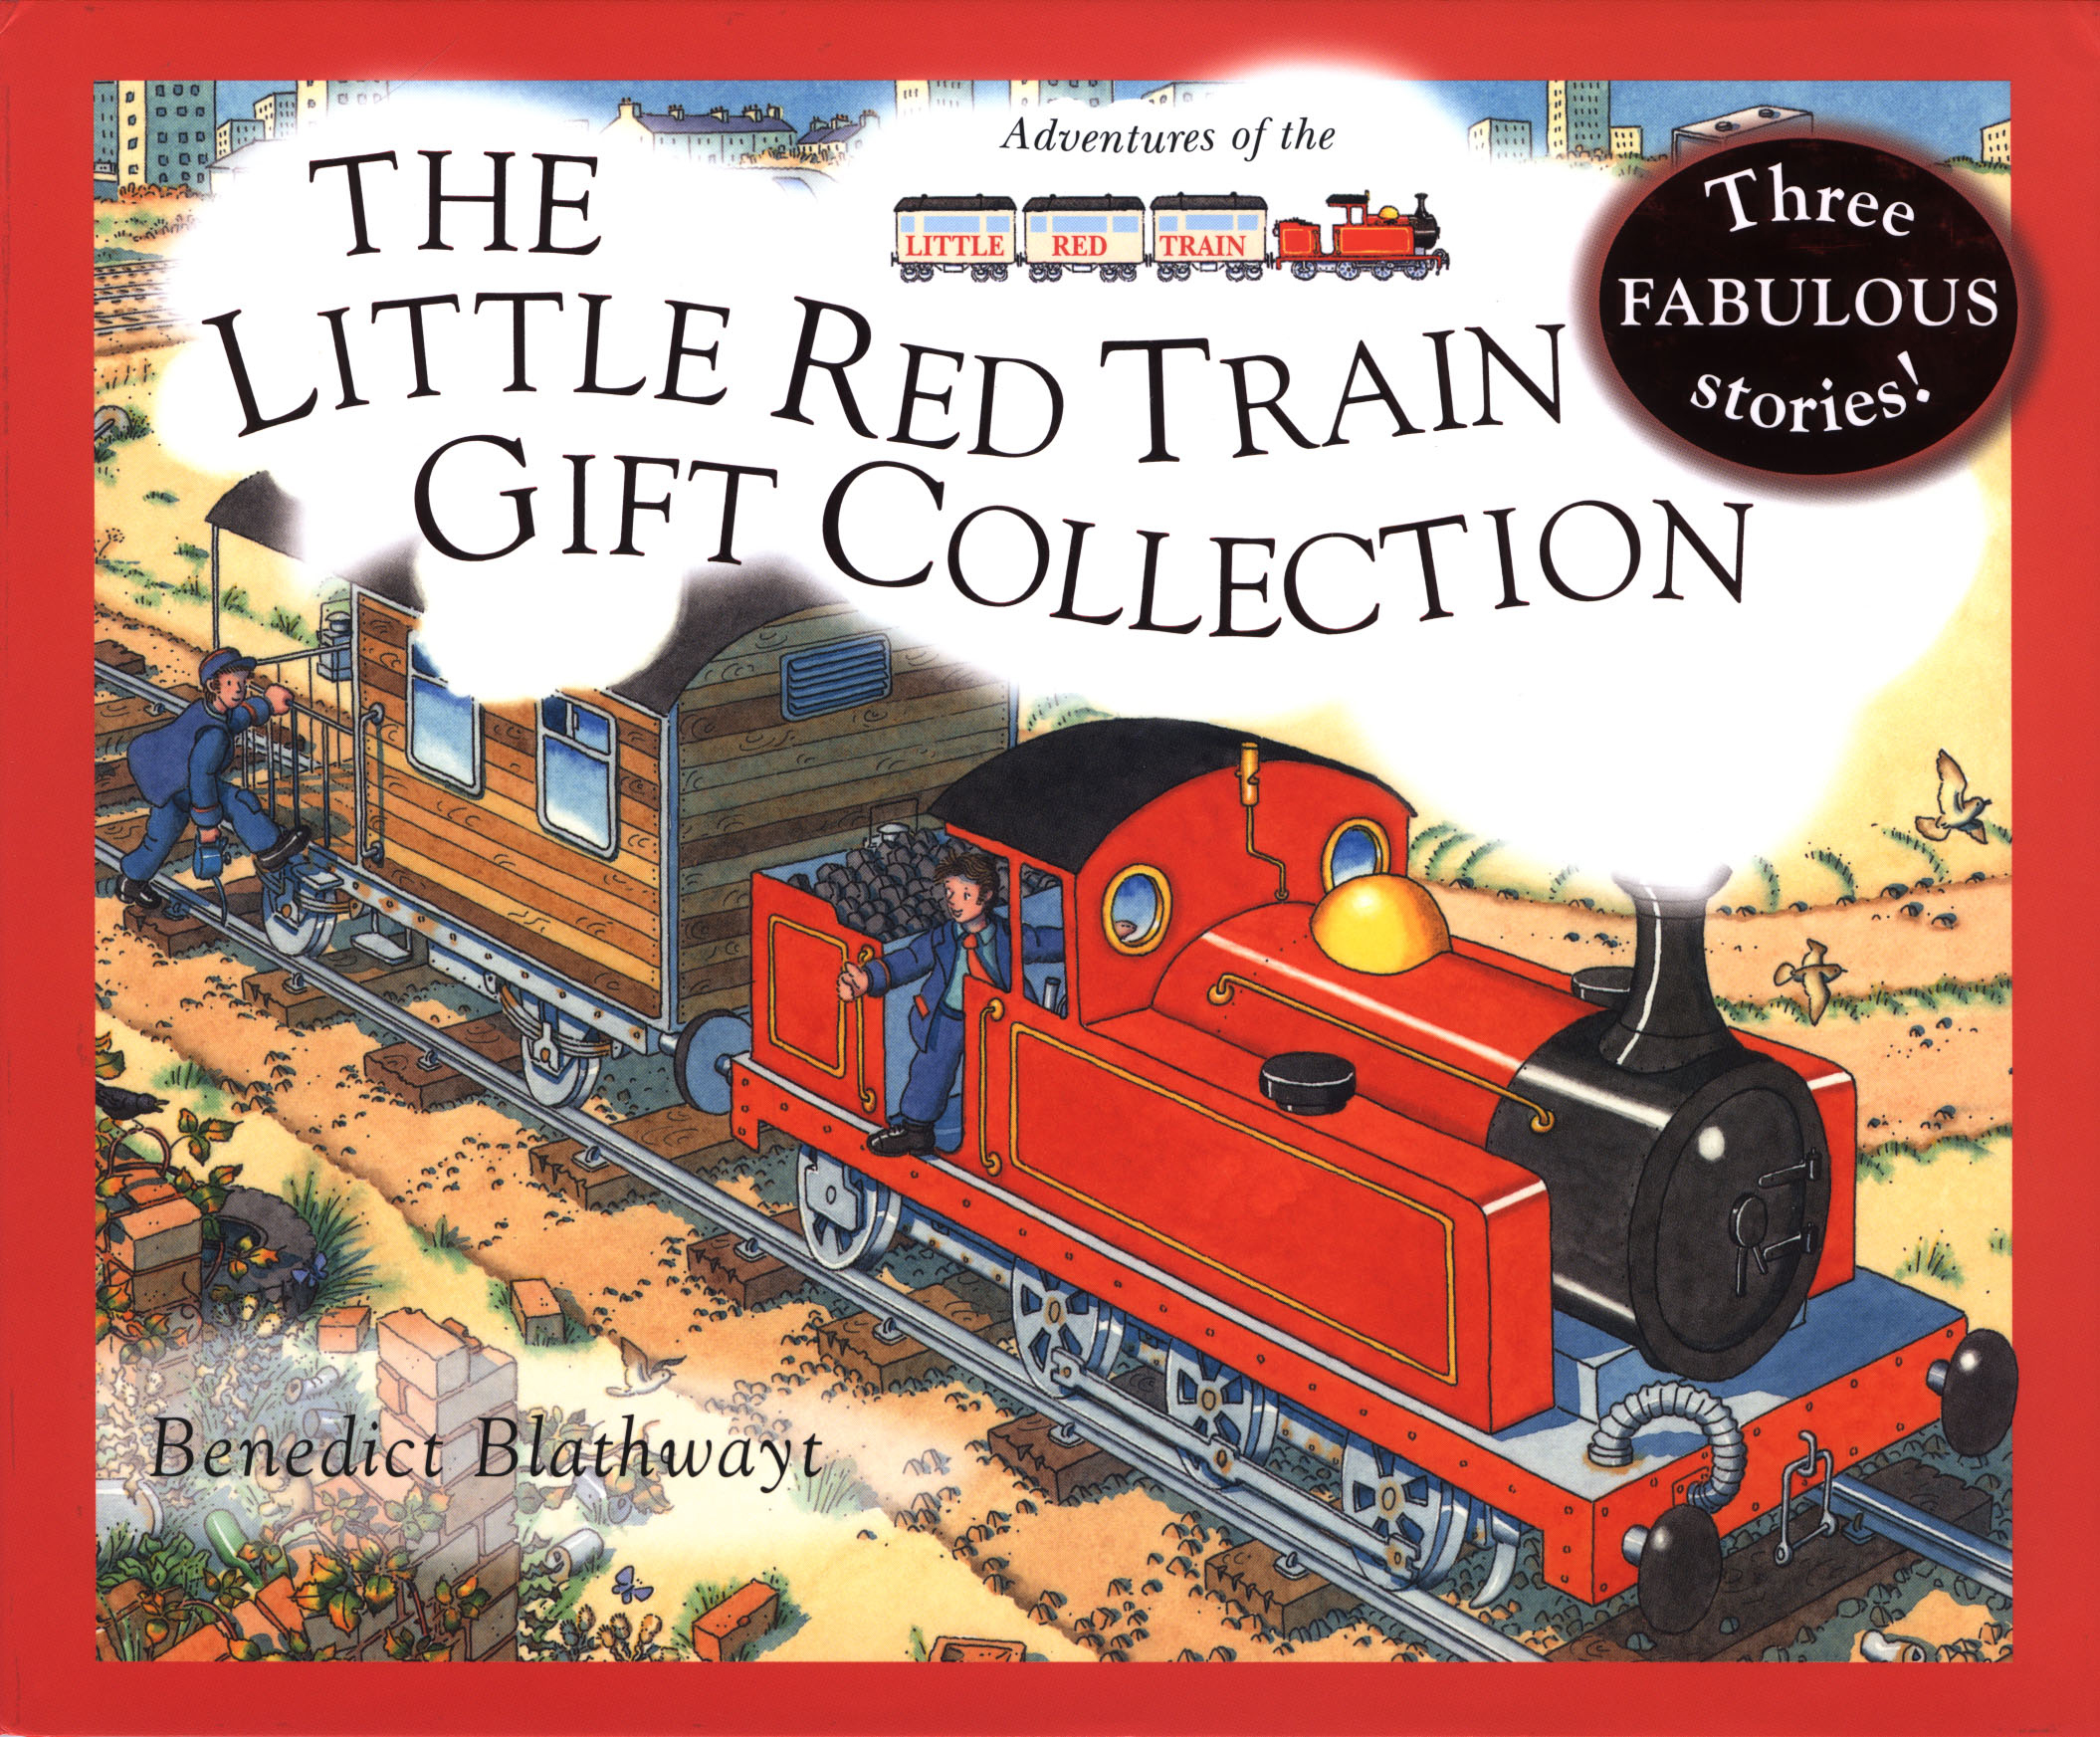 Adventures of the
LITTLE RED TRAIN
THE
LITTLE RED TRAIN
GIFT COLLECTION
Three
FABULOUS
stories!
Benedict Blathwayt